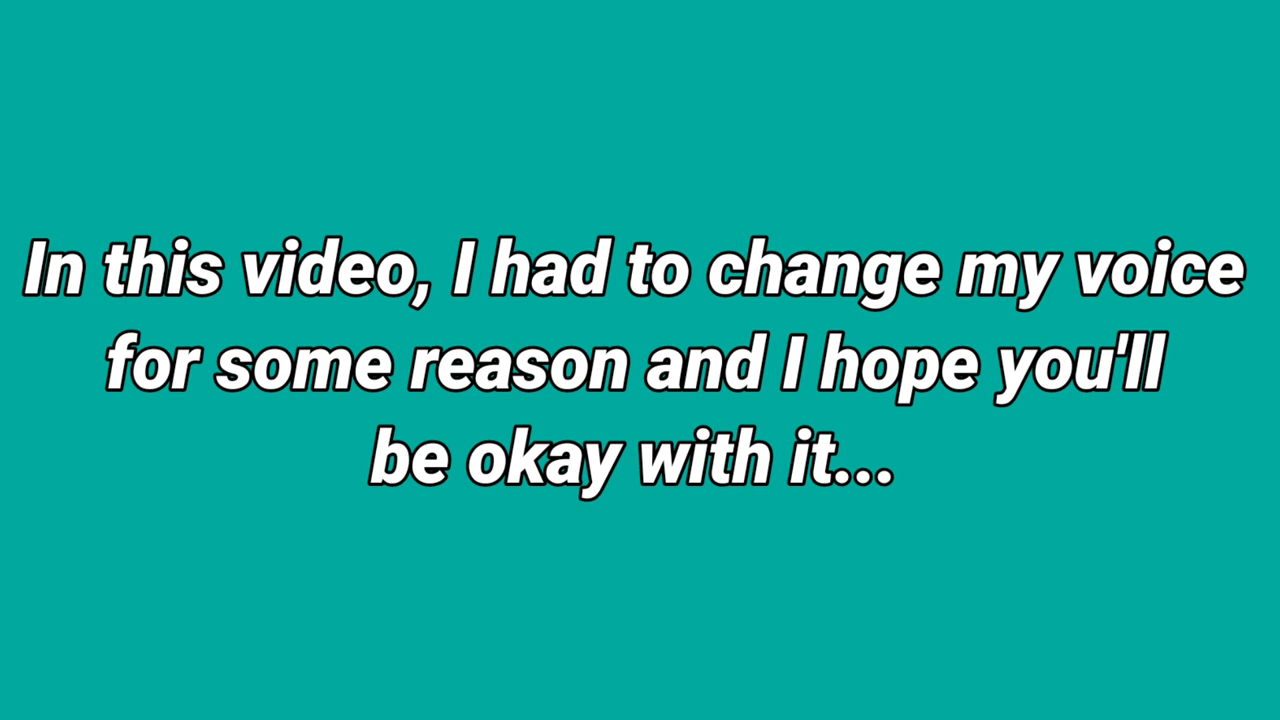 In this video, I had to change my voice
for some reason and I hope you'll
be okay with it...